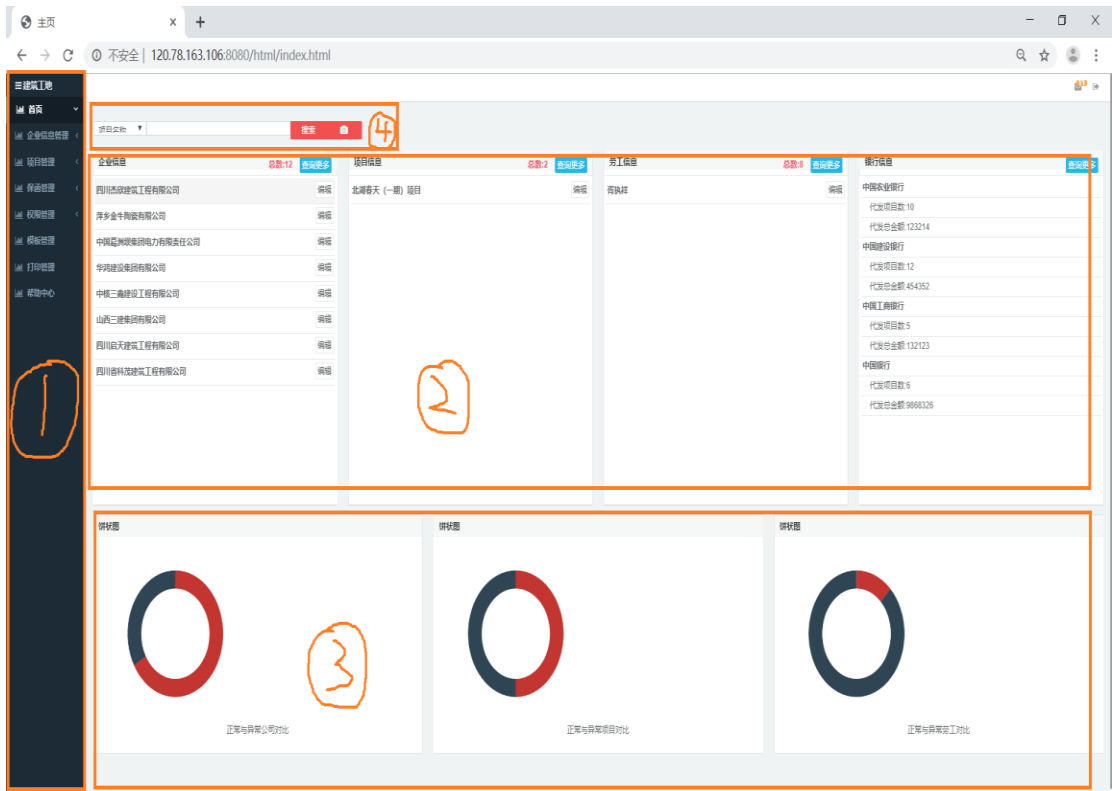 主页
不安全 | 120.78.163.106:8080/html/index.html
建筑工地
首页
企业信息管理
项目管理
保函管理
权限管理
模板管理
打印管理
帮助中心
1
项目名称 搜索
4
企业信息 总数:12 查询更多
四川杰欣建筑工程有限公司 编辑
萍乡金牛陶瓷有限公司 编辑
中国葛洲坝集团电力有限责任公司 编辑
华鸿建设集团有限公司 编辑
中核三鑫建设工程有限公司 编辑
山西三建集团有限公司 编辑
四川启天建筑工程有限公司 编辑
四川省科茂建筑工程有限公司 编辑
项目信息 总数:2 查询更多
北湖春天（一期）项目 编辑
劳工信息 总数:8 查询更多
编辑
银行信息 查询更多
中国农业银行
代发项目数:10
代发总金额:123214
中国建设银行
代发项目数:12
代发总金额:454352
中国工商银行
代发项目数:5
代发总金额:132123
中国银行
代发项目数:6
代发总金额:9868326
2
饼状图
正常与异常公司对比
3
饼状图
正常与异常项目对比
饼状图
正常与异常劳工对比